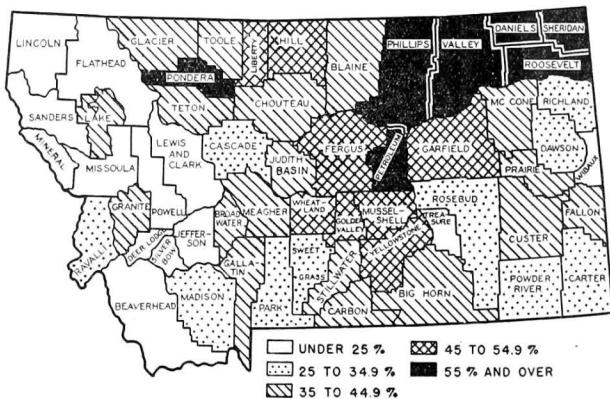 LINCOLN
FLATHEAD
GLACIER
TOOLE
LIBERTY
HILL
BLAINE
PHILLIPS
VALLEY
DANIELS
SHERIDAN
ROOSEVELT
PONDERA
SANDERS
LAKE
TETON
CHOUTEAU
MC CONE
RICHLAND
MINERAL
MISSOULA
LEWIS
AND
CLARK
CASCADE
JUDITH
BASIN
FERGUS
PETROLEUM
GARFIELD
DAWSON
PRAIRIE
WIBAUX
GRANITE
POWELL
BROAD
WATER
MEAGHER
WHEAT-
LAND
GOLDEN
VALLEY
MUSSEL-
SHELL
TREA-
SURE
ROSEBUD
CUSTER
FALLON
RAVALLI
DEER LODGE
SILVER
BOW
JEFFER-
SON
GALLA-
TIN
PARK
SWEET
GRASS
STILLWATER
YELLOWSTONE
BEAVERHEAD
MADISON
CARBON
BIG HORN
POWDER
RIVER
CARTER
UNDER 25 %
25 TO 34.9 %
35 TO 44.9 %
45 TO 54.9 %
55 % AND OVER